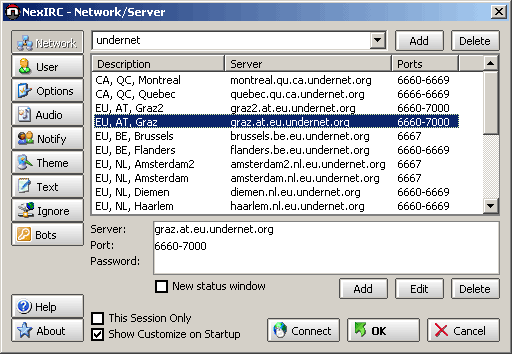 NexIRC - Network/Server
Network
User
Options
Audio
Notify
Theme
Text
Ignore
Bots
Help
About
undernet
Add
Delete
Description Server Ports
CA, QC, Montreal montreal.qu.ca.undernet.org 6660-6669
CA, QC, Quebec quebec.qu.ca.undernet.org 6666-6669
EU, AT, Graz2 graz2.at.eu.undernet.org 6660-7000
EU, AT, Graz graz.at.eu.undernet.org 6660-7000
EU, BE, Brussels brussels.be.eu.undernet.org 6667
EU, BE, Flanders flanders.be.eu.undernet.org 6660-6669
EU, NL, Amsterdam2 amsterdam2.nl.eu.undernet.org 6667
EU, NL, Amsterdam amsterdam.nl.eu.undernet.org 6667
EU, NL, Diemen diemen.nl.eu.undernet.org 6660-6669
EU, NL, Haarlem haarlem.nl.eu.undernet.org 6660-6669
Server: graz.at.eu.undernet.org
Port: 6660-7000
Password:
New status window
Add
Edit
Delete
This Session Only
Show Customize on Startup
Connect
OK
Cancel